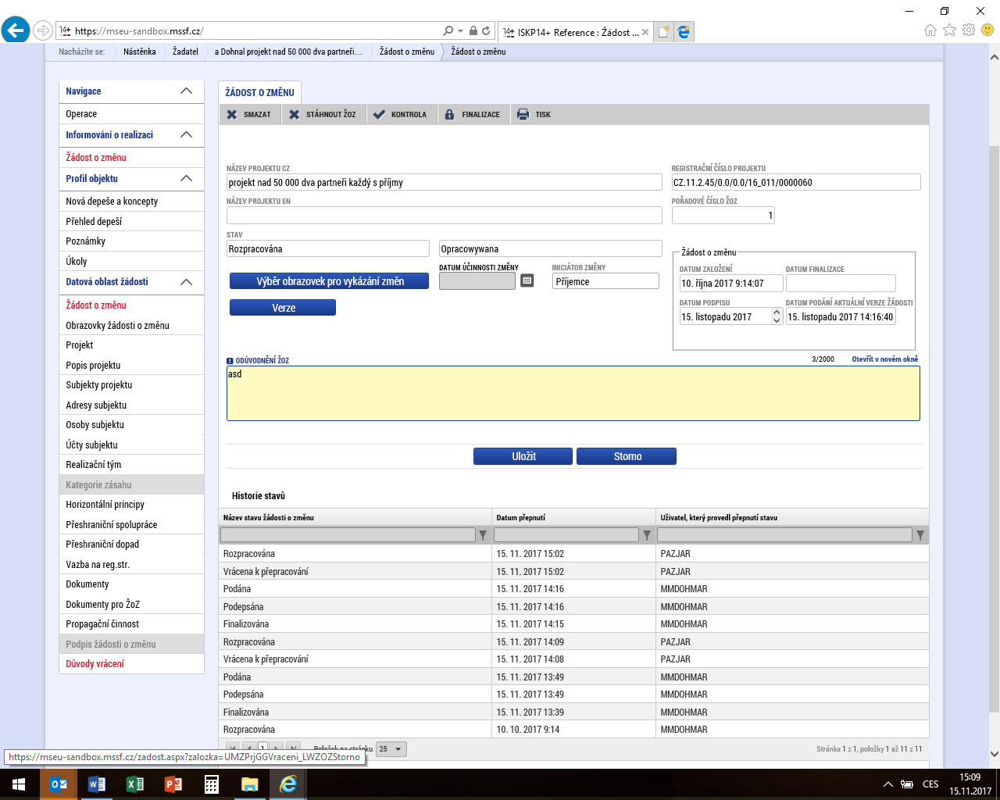 https://mseu-sandbox.mssf.cz/
ISKP14+ Reference : Žádost ...
Nacházíte se:
Nástěnka
Žadatel
a Dohnal projekt nad 50 000 dva partneři...
Žádost o změnu
Žádost o změnu
Navigace
Operace
Informování o realizaci
Žádost o změnu
Profil objektu
Nová depeše a koncepty
Přehled depeší
Poznámky
Úkoly
Datová oblast žádosti
Žádost o změnu
Obrazovky žádosti o změnu
Projekt
Popis projektu
Subjekty projektu
Adresy subjektu
Osoby subjektu
Účty subjektu
Realizační tým
Kategorie zásahu
Horizontální principy
Přeshraniční spolupráce
Přeshraniční dopad
Vazba na reg.str.
Dokumenty
Dokumenty pro ŽoZ
Propagační činnost
Podpis žádosti o změnu
Důvody vrácení
ŽÁDOST O ZMĚNU
SMAZAT
STÁHNOUT ŽOZ
KONTROLA
FINALIZACE
TISK
NÁZEV PROJEKTU CZ
REGISTRAČNÍ ČÍSLO PROJEKTU
projekt nad 50 000 dva partneři každý s příjmy
CZ.11.2.45/0.0/0.0/16_011/0000060
NÁZEV PROJEKTU EN
POŘADOVÉ ČÍSLO ŽOZ
1
STAV
Rozpracována
Opracowywana
Výběr obrazovek pro vykázání změn
DATUM ÚČINNOSTI ZMĚNY
INICIÁTOR ZMĚNY
Příjemce
Verze
Žádost o změnu
DATUM ZALOŽENÍ
DATUM FINALIZACE
10. října 2017 9:14:07
DATUM PODPISU
DATUM PODÁNÍ AKTUÁLNÍ VERZE ŽÁDOSTI
15. listopadu 2017
15. listopadu 2017 14:16:40
ODŮVODNĚNÍ ŽOZ
3/2000
Otevřít v novém okně
asd
Uložit
Storno
Historie stavů
Název stavu žádosti o změnu
Datum přepnutí
Uživatel, který provedl přepnutí stavu
Rozpracována 15. 11. 2017 15:02 PAZJAR
Vrácena k přepracování 15. 11. 2017 15:02 PAZJAR
Podána 15. 11. 2017 14:16 MMDOHMAR
Podepsána 15. 11. 2017 14:16 MMDOHMAR
Finalizována 15. 11. 2017 14:15 MMDOHMAR
Rozpracována 15. 11. 2017 14:09 PAZJAR
Vrácena k přepracování 15. 11. 2017 14:08 PAZJAR
Podána 15. 11. 2017 13:49 MMDOHMAR
Podepsána 15. 11. 2017 13:49 MMDOHMAR
Finalizována 15. 11. 2017 13:39 MMDOHMAR
Rozpracována 10. 10. 2017 9:14 MMDOHMAR
1
Položek na stránku
25
Stránka 1 z 1, položky 1 až 11 z 11
https://mseu-sandbox.mssf.cz/zadost.aspx?zalozka=UMZPrjGGVraceni_LWZOZStorno
CES
15:09
15.11.2017